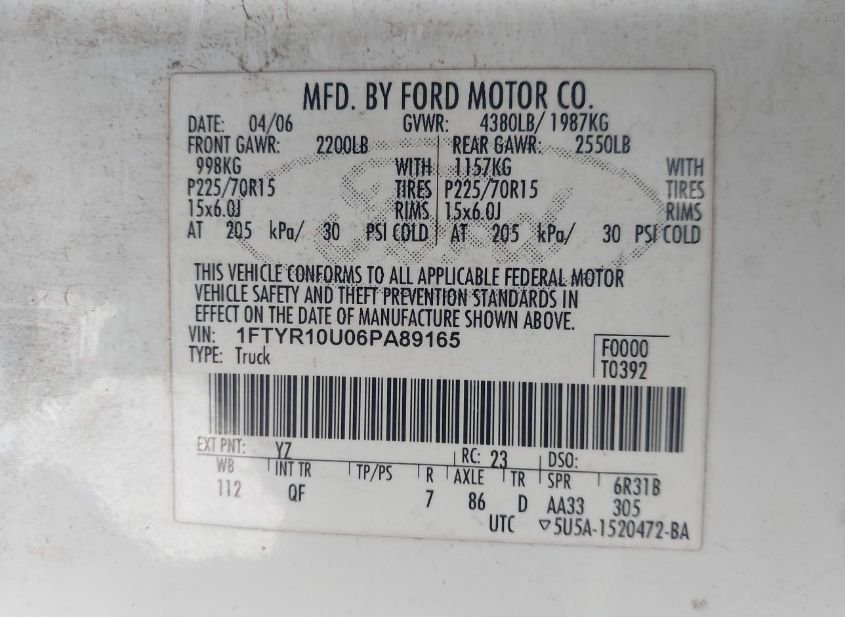 MFD. BY FORD MOTOR CO.
DATE: 04/06 GVWR: 4380LB/ 1987KG
FRONT GAWR: 2200LB REAR GAWR: 2550LB
998KG WITH 1157KG WITH
P225/70R15 TIRES P225/70R15 TIRES
15x6.0J RIMS 15x6.0J RIMS
AT 205 kPa/ 30 PSI COLD AT 205 kPa/ 30 PSI COLD
THIS VEHICLE CONFORMS TO ALL APPLICABLE FEDERAL MOTOR
VEHICLE SAFETY AND THEFT PREVENTION STANDARDS IN
EFFECT ON THE DATE OF MANUFACTURE SHOWN ABOVE.
VIN: 1FTYR10U06PA89165
TYPE: Truck
F0000
T0392
EXT PNT: YZ RC: 23 DSO:
WB INT TR TP/PS R AXLE TR SPR 6R31B
112 QF 7 86 D AA33 305
UTC ▽5U5A-1520472-BA